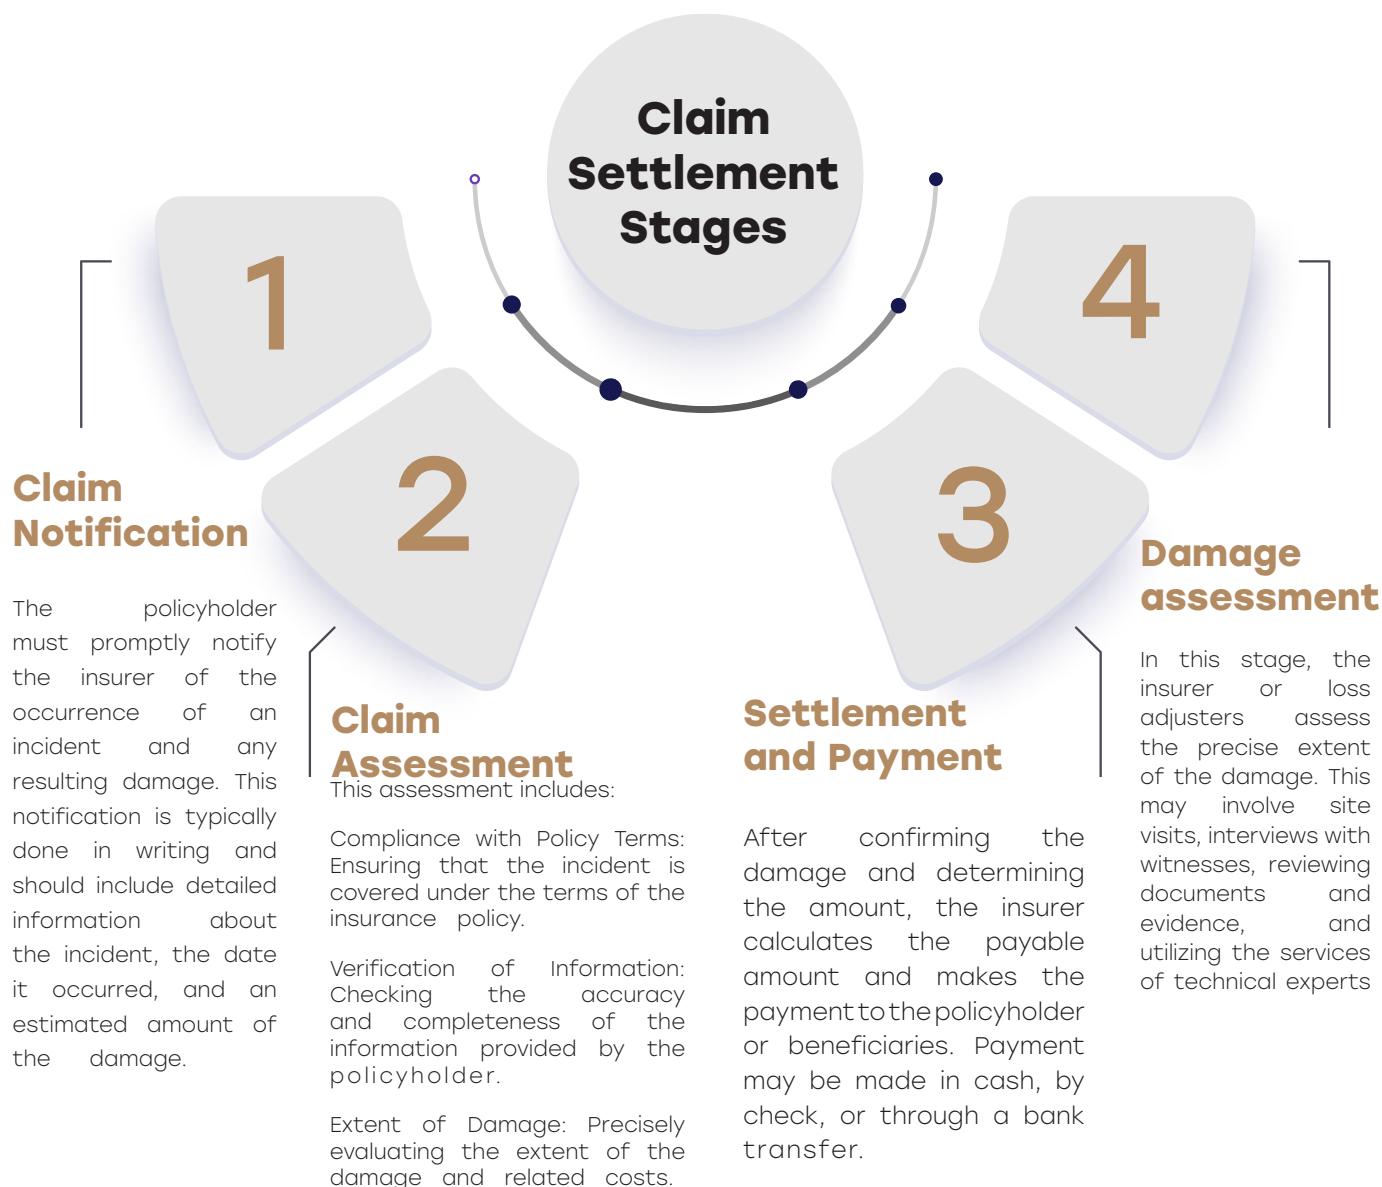 Claim
Settlement
Stages
1
2
3
4
Claim
Notification
The policyholder
must promptly notify
the insurer of the
occurrence of an
incident and any
resulting damage. This
notification is typically
done in writing and
should include detailed
information about
the incident, the date
it occurred, and an
estimated amount of
the damage.
Claim
Assessment
This assessment includes:
Compliance with Policy Terms:
Ensuring that the incident is
covered under the terms of the
insurance policy.
Verification of Information:
Checking the accuracy
and completeness of the
information provided by the
policyholder.
Extent of Damage: Precisely
evaluating the extent of the
damage and related costs.
Settlement
and Payment
After confirming the
damage and determining
the amount, the insurer
calculates the payable
amount and makes the
payment to the policyholder
or beneficiaries. Payment
may be made in cash, by
check, or through a bank
transfer.
Damage
assessment
In this stage, the
insurer or loss
adjusters assess
the precise extent
of the damage. This
may involve site
visits, interviews with
witnesses, reviewing
documents and
evidence, and
utilizing the services
of technical experts